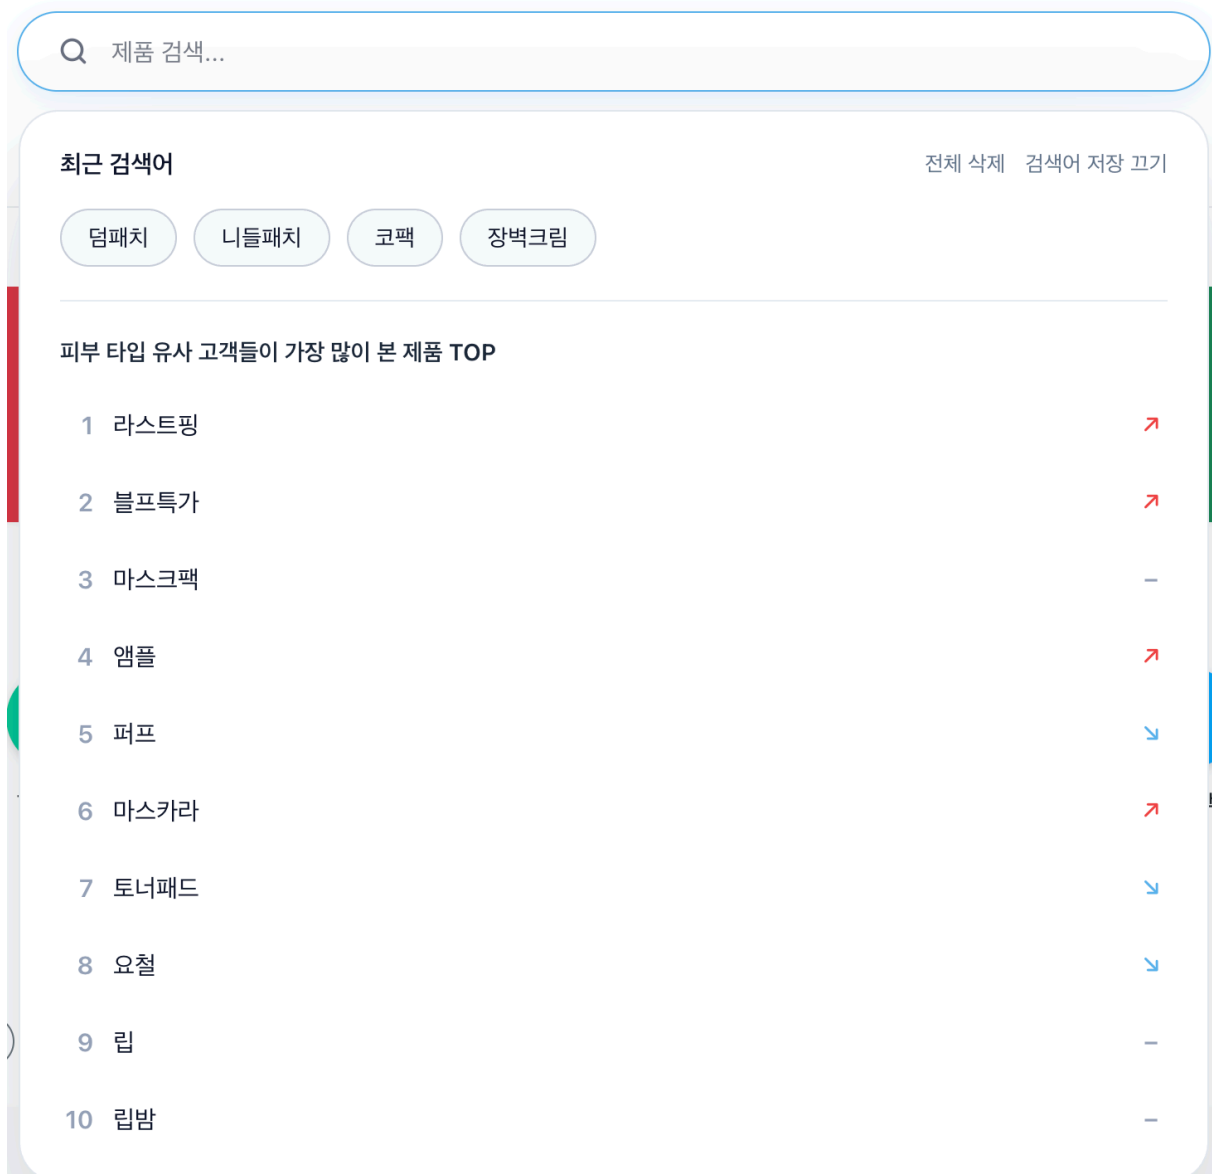 제품 검색...
최근 검색어 전체 삭제 검색어 저장 끄기
덤패치 니들패치 코팩 장벽크림
피부 타입 유사 고객들이 가장 많이 본 제품 TOP
1 라스트핑
2 블프특가
3 마스크팩
4 앰플
5 퍼프
6 마스카라
7 토너패드
8 요철
9 립
10 립밤